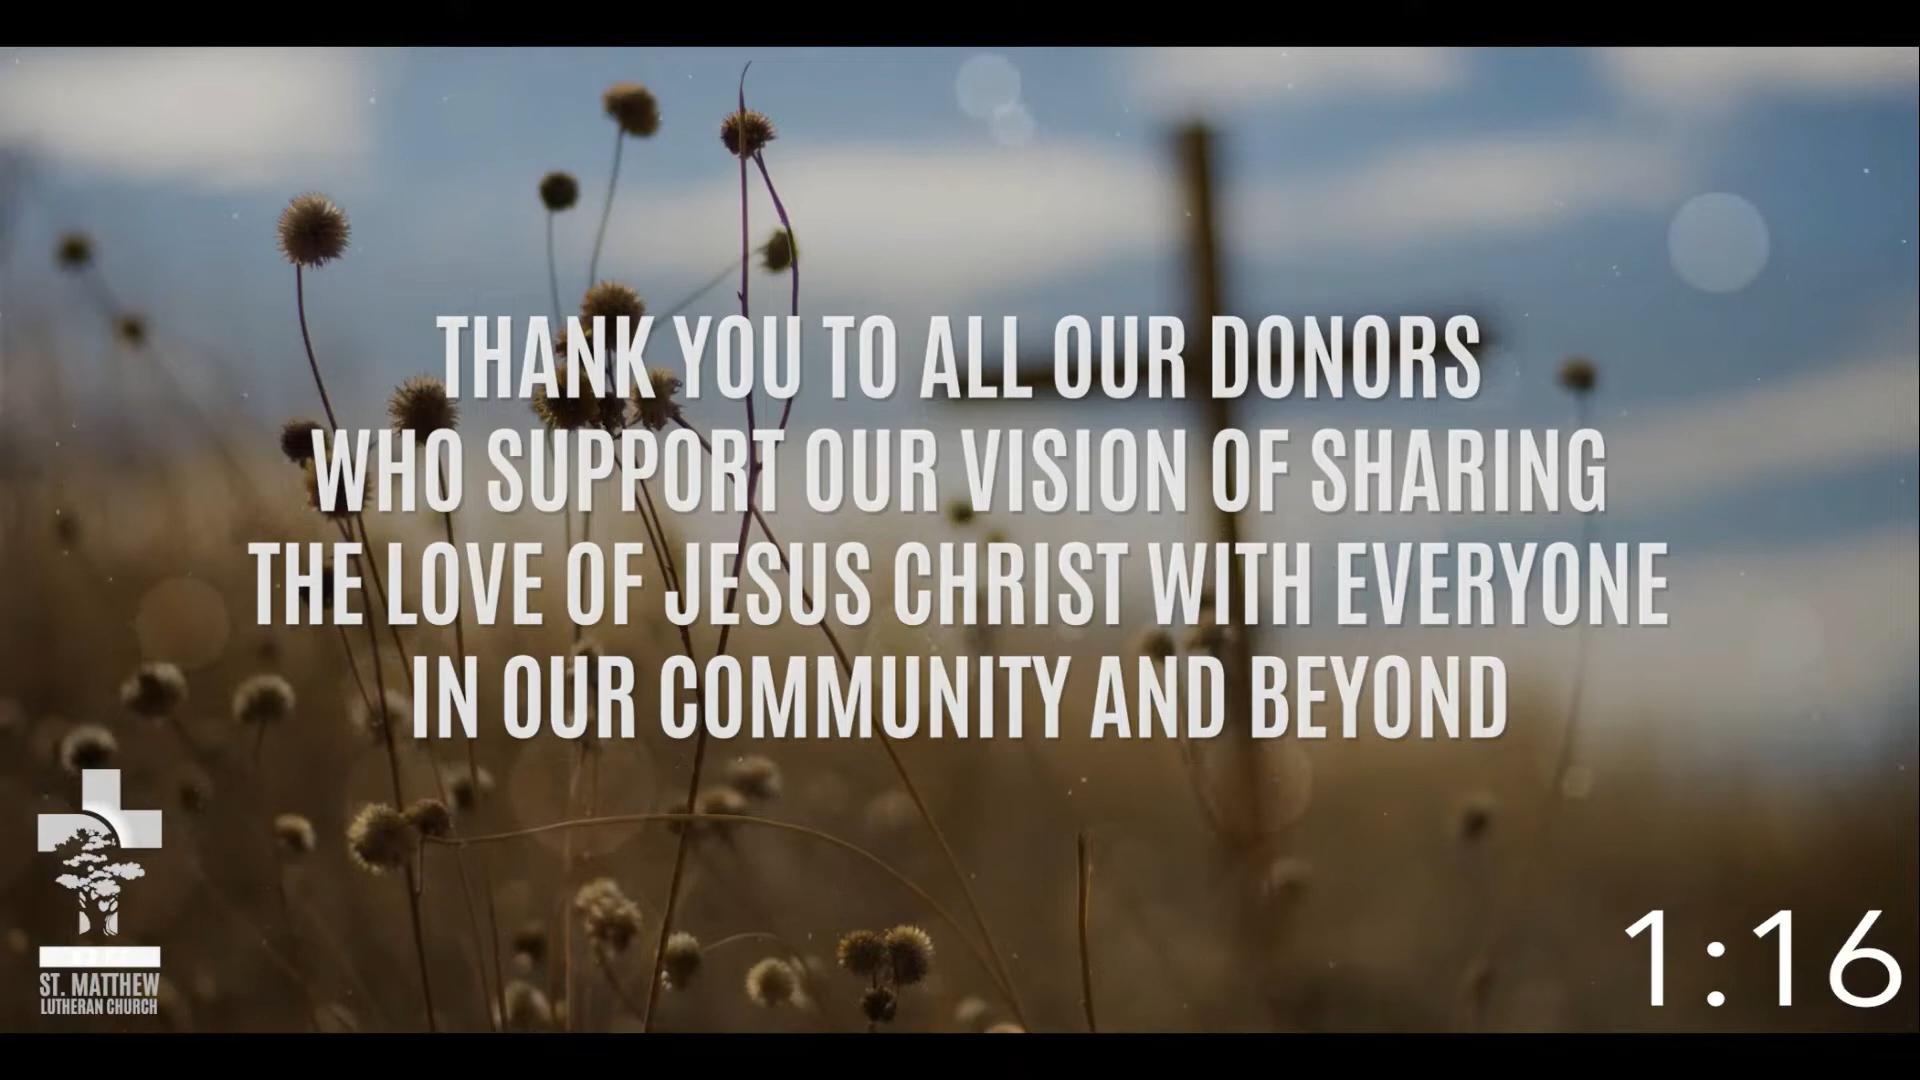 THANK YOU TO ALL OUR DONORS
WHO SUPPORT OUR VISION OF SHARING
THE LOVE OF JESUS CHRIST WITH EVERYONE
IN OUR COMMUNITY AND BEYOND
ST. MATTHEW
LUTHERAN CHURCH
1:16